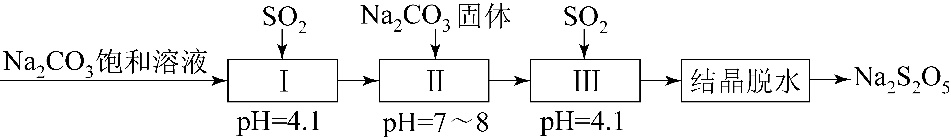 SO₂ Na₂CO₃固体 SO₂
Na₂CO₃饱和溶液 Ⅰ Ⅱ Ⅲ 结晶脱水 Na₂S₂O₅
pH=4.1 pH=7～8 pH=4.1